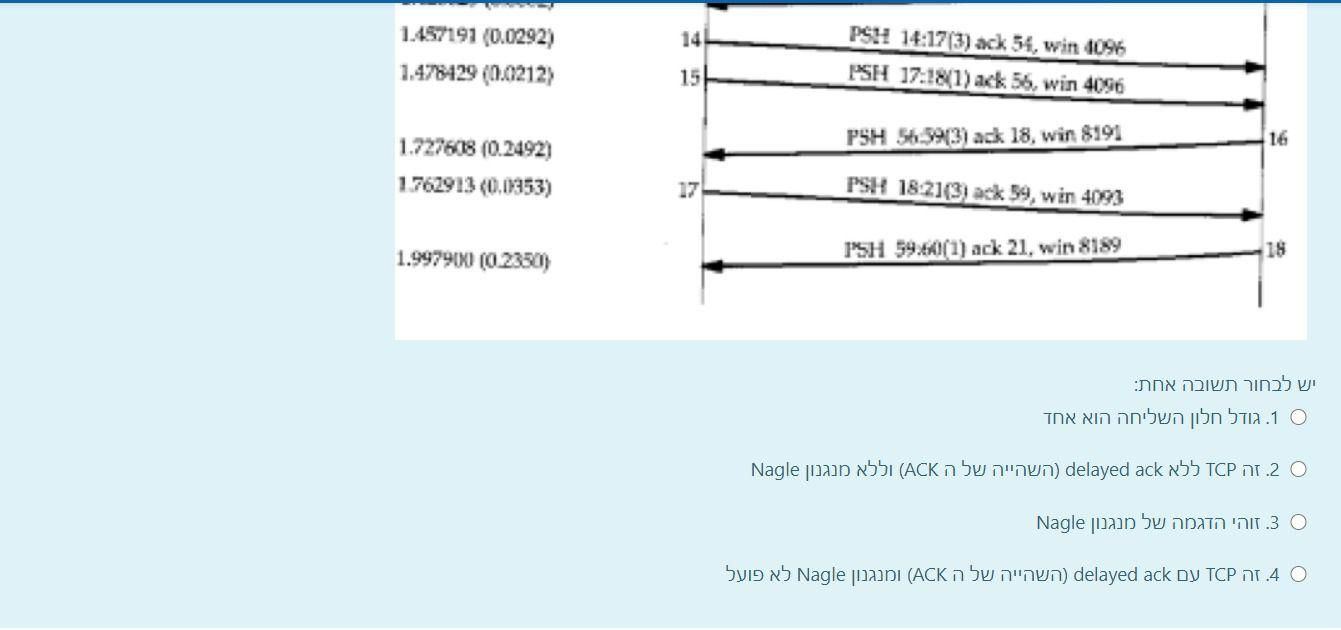 1.457191 (0.0292) 14 PSH 14:17(3) ack 54, win 4096
1.478429 (0.0212) 15 PSH 17:18(1) ack 56, win 4096
1.727608 (0.2492) PSH 56:59(3) ack 18, win 8191 16
1.762913 (0.0353) 17 PSH 18:21(3) ack 59, win 4093
1.997900 (0.2350) PSH 59:60(1) ack 21, win 8189 18
יש לבחור תשובה אחת:
1. גודל חלון השליחה הוא אחד
2. זה TCP ללא delayed ack (השהייה של ה ACK) וללא מנגנון Nagle
3. זוהי הדגמה של מנגנון Nagle
4. זה TCP עם delayed ack (השהייה של ה ACK) ומנגנון Nagle לא פועל